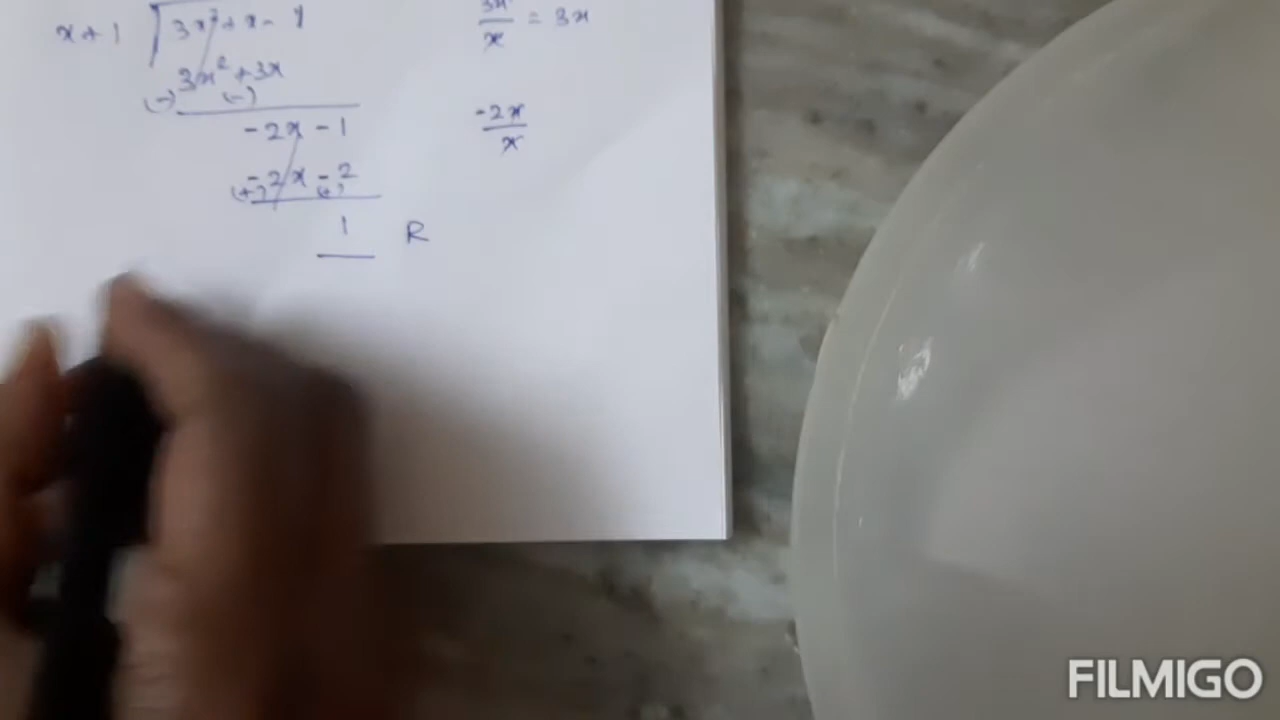 x + 1 3x² + x - 1
3x² + 3x
(-) (-)
-2x - 1
-2x - 2
(+) (+)
1 R
3x² / x = 3x
-2x / x
FILMIGO